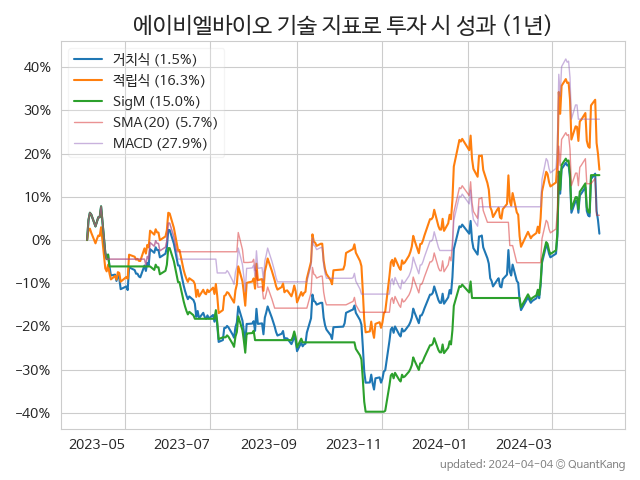 에이비엘바이오 기술 지표로 투자 시 성과 (1년)
거치식 (1.5%)
적립식 (16.3%)
SigM (15.0%)
SMA(20) (5.7%)
MACD (27.9%)
40%
30%
20%
10%
0%
−10%
−20%
−30%
−40%
2023-05 2023-07 2023-09 2023-11 2024-01 2024-03
updated: 2024-04-04 © QuantKang